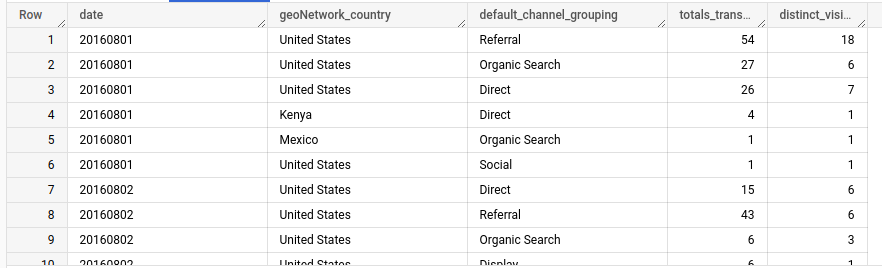 Row date geoNetwork_country default_channel_grouping totals_trans... distinct_visi...
1 20160801 United States Referral 54 18
2 20160801 United States Organic Search 27 6
3 20160801 United States Direct 26 7
4 20160801 Kenya Direct 4 1
5 20160801 Mexico Organic Search 1 1
6 20160801 United States Social 1 1
7 20160802 United States Direct 15 6
8 20160802 United States Referral 43 6
9 20160802 United States Organic Search 6 3
10 20160802 United States Display 6 1